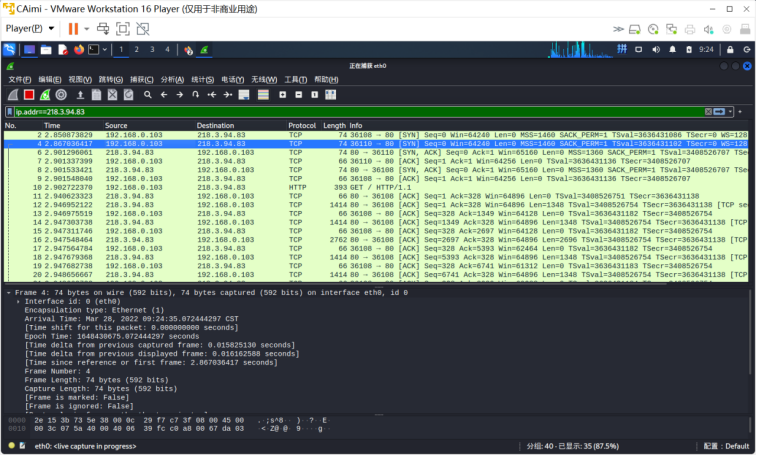 CAimi - VMware Workstation 16 Player (仅用于非商业用途)
Player(P)
1 2 3 4 9:24
正在捕获 eth0
文件(F) 编辑(E) 视图(V) 跳转(G) 捕获(C) 分析(A) 统计(S) 电话(Y) 无线(W) 工具(T) 帮助(H)
ip.addr==218.3.94.83
No. Time Source Destination Protocol Length Info
2 2.850873829 192.168.0.103 218.3.94.83 TCP 74 36108 → 80 [SYN] Seq=0 Win=64240 Len=0 MSS=1460 SACK_PERM=1 TSval=3636431086 TSecr=0 WS=128
4 2.867036417 192.168.0.103 218.3.94.83 TCP 74 36110 → 80 [SYN] Seq=0 Win=64240 Len=0 MSS=1460 SACK_PERM=1 TSval=3636431102 TSecr=0 WS=128
6 2.901296061 218.3.94.83 192.168.0.103 TCP 74 80 → 36110 [SYN, ACK] Seq=0 Ack=1 Win=65160 Len=0 MSS=1360 SACK_PERM=1 TSval=3408526707
7 2.901337399 192.168.0.103 218.3.94.83 TCP 66 36110 → 80 [ACK] Seq=1 Ack=1 Win=64256 Len=0 TSval=3636431136 TSecr=3408526707
8 2.901533421 218.3.94.83 192.168.0.103 TCP 74 80 → 36108 [SYN, ACK] Seq=0 Ack=1 Win=65160 Len=0 MSS=1360 SACK_PERM=1 TSval=3408526707
9 2.901548040 192.168.0.103 218.3.94.83 TCP 66 36108 → 80 [ACK] Seq=1 Ack=1 Win=64256 Len=0 TSval=3636431136 TSecr=3408526707
10 2.902722370 192.168.0.103 218.3.94.83 HTTP 393 GET / HTTP/1.1
11 2.940623323 218.3.94.83 192.168.0.103 TCP 66 80 → 36108 [ACK] Seq=1 Ack=328 Win=64896 Len=0 TSval=3408526751 TSecr=3636431138
12 2.946952122 218.3.94.83 192.168.0.103 TCP 1414 80 → 36108 [ACK] Seq=1 Ack=328 Win=64896 Len=1348 TSval=3408526754 TSecr=3636431138 [TCP se
13 2.946975519 192.168.0.103 218.3.94.83 TCP 66 36108 → 80 [ACK] Seq=328 Ack=1349 Win=64128 Len=0 TSval=3636431182 TSecr=3408526754
14 2.947303738 218.3.94.83 192.168.0.103 TCP 1414 80 → 36108 [ACK] Seq=1349 Ack=328 Win=64896 Len=1348 TSval=3408526754 TSecr=3636431138 [TCP
15 2.947311746 192.168.0.103 218.3.94.83 TCP 66 36108 → 80 [ACK] Seq=328 Ack=2697 Win=64128 Len=0 TSval=3636431182 TSecr=3408526754
16 2.947548464 218.3.94.83 192.168.0.103 TCP 2762 80 → 36108 [ACK] Seq=2697 Ack=328 Win=64896 Len=2696 TSval=3408526754 TSecr=3636431138 [TCP
17 2.947564784 192.168.0.103 218.3.94.83 TCP 66 36108 → 80 [ACK] Seq=328 Ack=5393 Win=62464 Len=0 TSval=3636431182 TSecr=3408526754
18 2.947679368 218.3.94.83 192.168.0.103 TCP 1414 80 → 36108 [ACK] Seq=5393 Ack=328 Win=64896 Len=1348 TSval=3408526754 TSecr=3636431138 [TCP
19 2.947682738 192.168.0.103 218.3.94.83 TCP 66 36108 → 80 [ACK] Seq=328 Ack=6741 Win=61312 Len=0 TSval=3636431183 TSecr=3408526754
20 2.948656667 218.3.94.83 192.168.0.103 TCP 1414 80 → 36108 [ACK] Seq=6741 Ack=328 Win=64896 Len=1348 TSval=3408526754 TSecr=3636431138 [TCP
Frame 4: 74 bytes on wire (592 bits), 74 bytes captured (592 bits) on interface eth0, id 0
Interface id: 0 (eth0)
Encapsulation type: Ethernet (1)
Arrival Time: Mar 28, 2022 09:24:35.072444297 CST
[Time shift for this packet: 0.000000000 seconds]
Epoch Time: 1648430675.072444297 seconds
[Time delta from previous captured frame: 0.015825130 seconds]
[Time delta from previous displayed frame: 0.016162588 seconds]
[Time since reference or first frame: 2.867036417 seconds]
Frame Number: 4
Frame Length: 74 bytes (592 bits)
Capture Length: 74 bytes (592 bits)
[Frame is marked: False]
[Frame is ignored: False]
0000 2e 15 3b 73 5e 38 00 0c 29 f7 c7 3f 08 00 45 00 .·;s^8·· )··?··E·
0010 00 3c 07 5a 40 00 40 06 39 fc c0 a8 00 67 da 03 ·<·Z@·@· 9····g··
eth0: <live capture in progress> 分组: 40 · 已显示: 35 (87.5%) 配置：Default